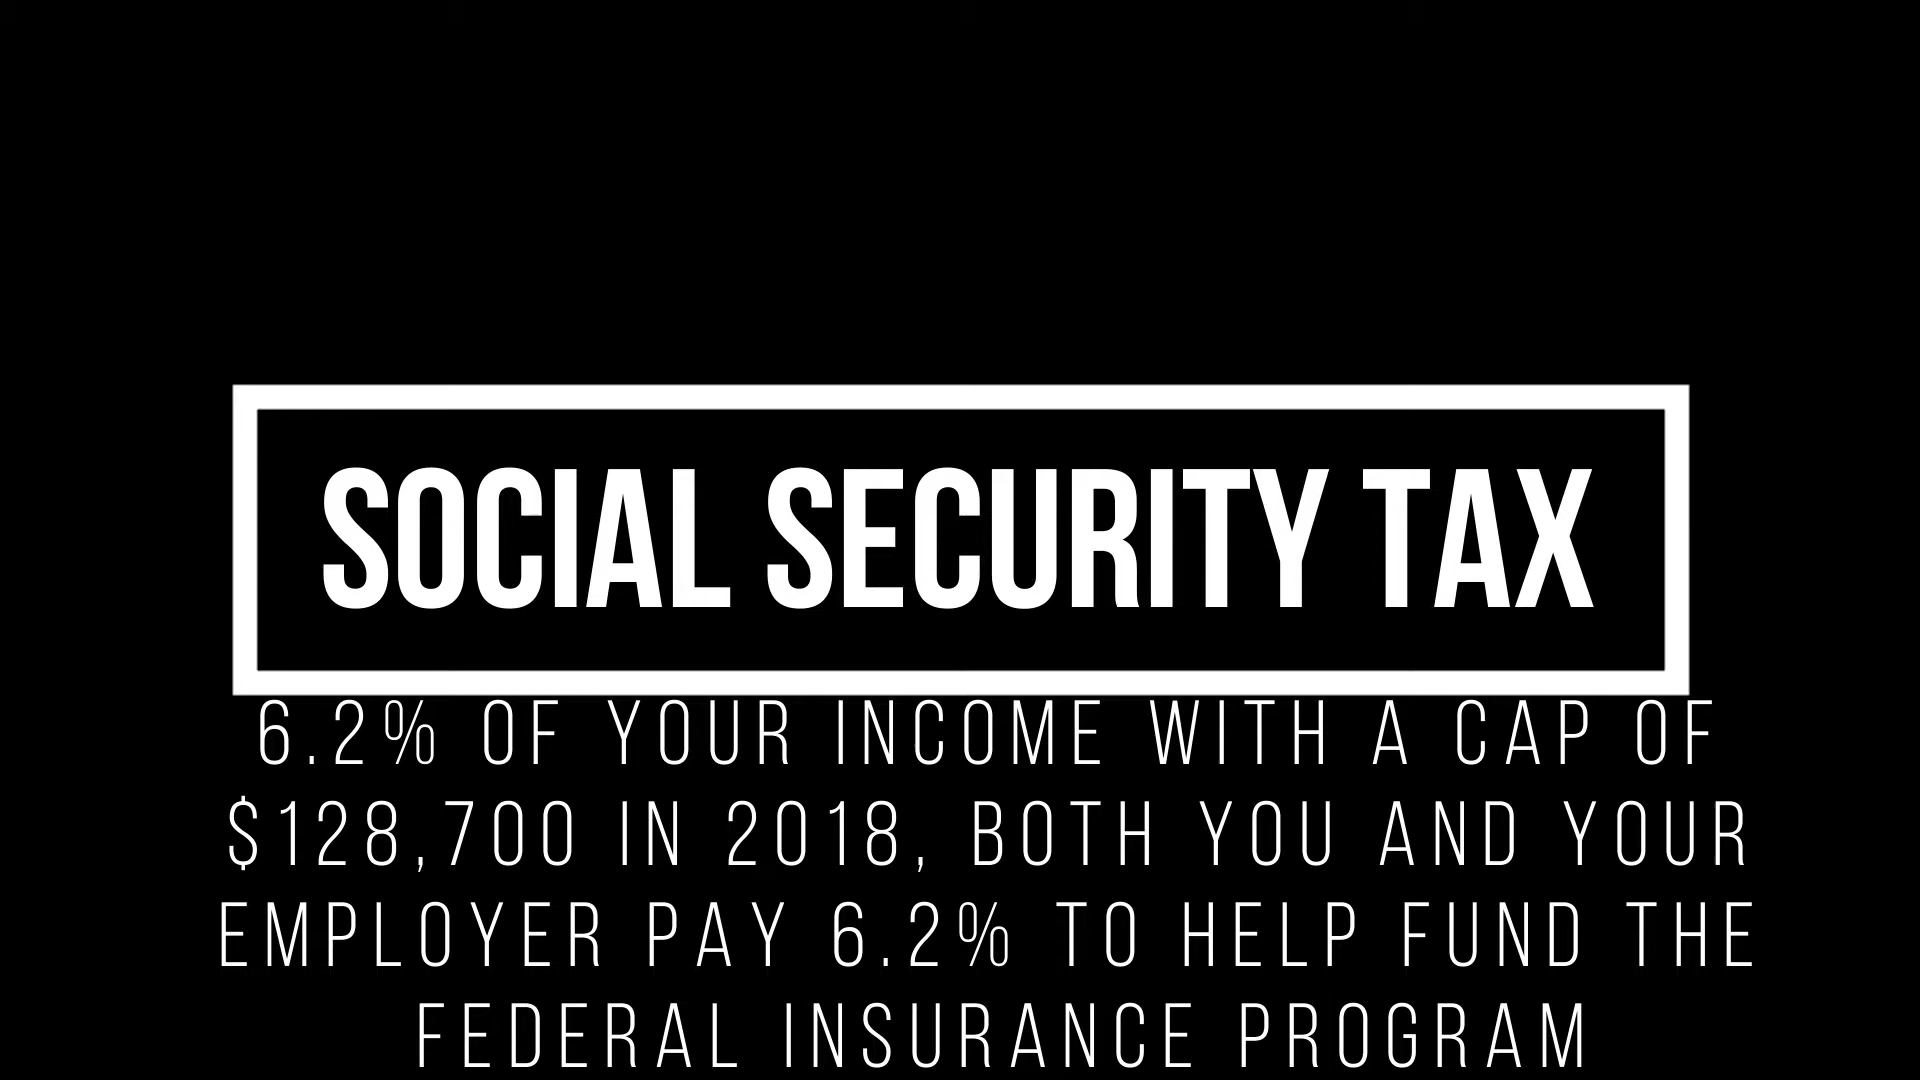 SOCIAL SECURITY TAX
6.2% OF YOUR INCOME WITH A CAP OF
$128,700 IN 2018, BOTH YOU AND YOUR
EMPLOYER PAY 6.2% TO HELP FUND THE
FEDERAL INSURANCE PROGRAM